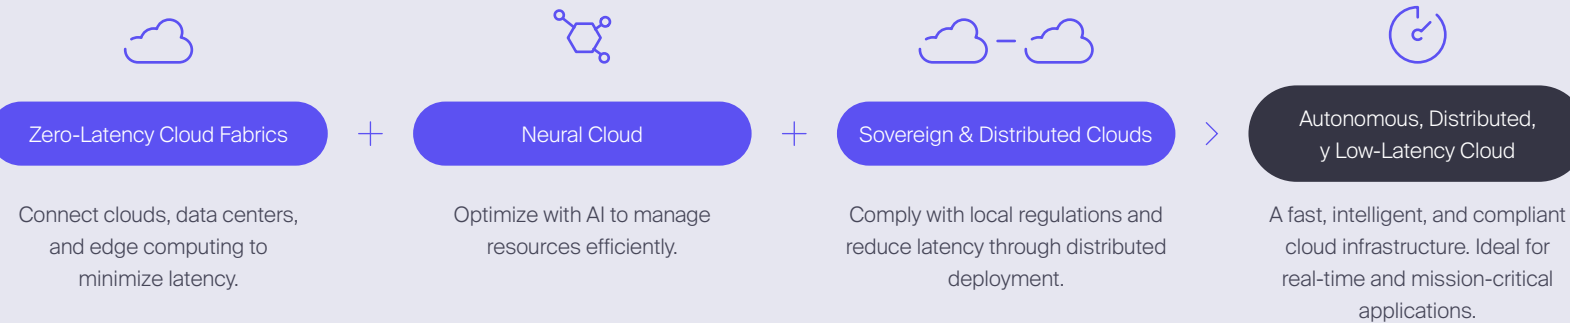 Zero-Latency Cloud Fabrics
+
Neural Cloud
+
Sovereign & Distributed Clouds
>
Autonomous, Distributed,
y Low-Latency Cloud
Connect clouds, data centers,
and edge computing to
minimize latency.
Optimize with AI to manage
resources efficiently.
Comply with local regulations and
reduce latency through distributed
deployment.
A fast, intelligent, and compliant
cloud infrastructure. Ideal for
real-time and mission-critical
applications.